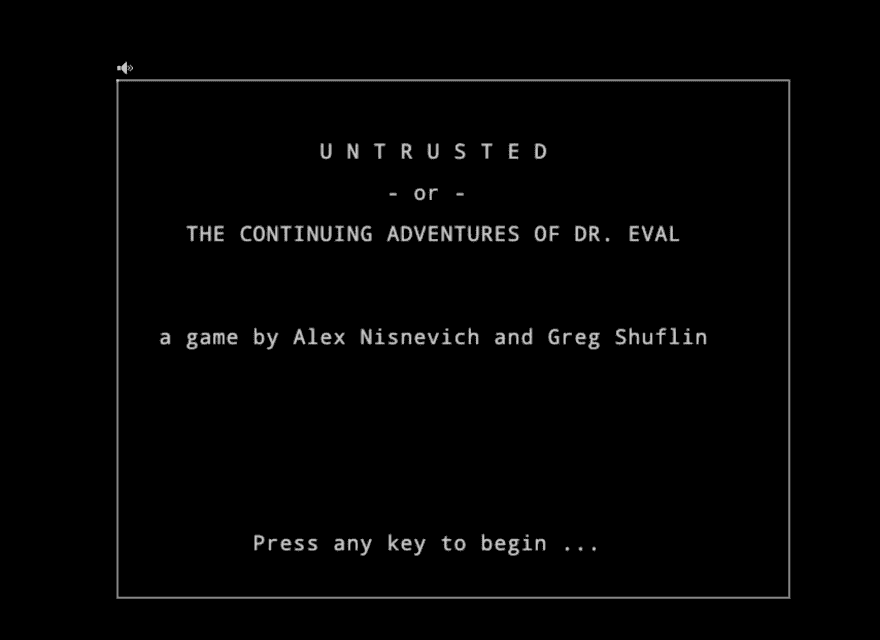 U N T R U S T E D
- or -
THE CONTINUING ADVENTURES OF DR. EVAL
a game by Alex Nisnevich and Greg Shuflin
Press any key to begin ...